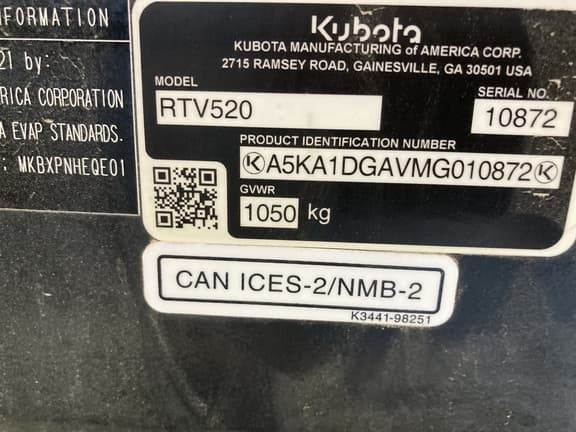 FORMATION
21 by:
RICA CORPORATION
A EVAP STANDARDS.
: MKBXPNHEQE01
Kubota
KUBOTA MANUFACTURING of AMERICA CORP.
2715 RAMSEY ROAD, GAINESVILLE, GA 30501 USA
MODEL
SERIAL NO.
RTV520
10872
PRODUCT IDENTIFICATION NUMBER
A5KA1DGAVMG010872
GVWR
1050 kg
CAN ICES-2/NMB-2
K3441-98251